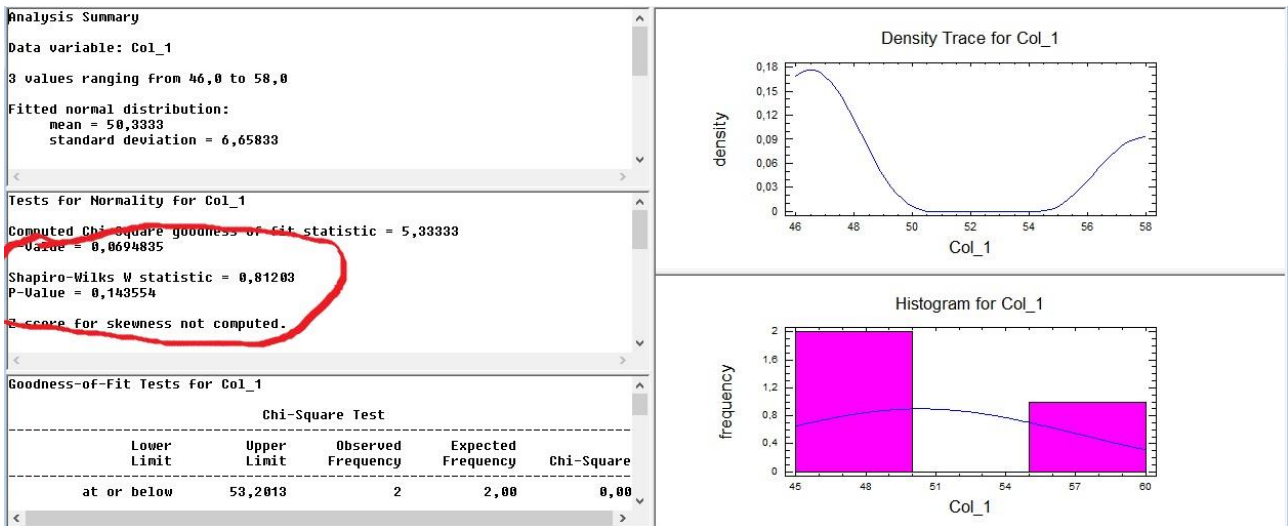 Analysis Summary
Data variable: Col_1
3 values ranging from 46,0 to 58,0
Fitted normal distribution:
mean = 50,3333
standard deviation = 6,65833
Tests for Normality for Col_1
Computed Chi-Square goodness of fit statistic = 5,33333
P-Value = 0,0694835
Shapiro-Wilks W statistic = 0,81203
P-Value = 0,143554
Z score for skewness not computed.
Goodness-of-Fit Tests for Col_1
Chi-Square Test
Lower Upper Observed Expected
Limit Limit Frequency Frequency Chi-Square
at or below 53,2013 2 2,00 0,00
Density Trace for Col_1
density
0,18
0,15
0,12
0,09
0,06
0,03
0
46 48 50 52 54 56 58
Col_1
Histogram for Col_1
frequency
2
1,6
1,2
0,8
0,4
0
45 48 51 54 57 60
Col_1